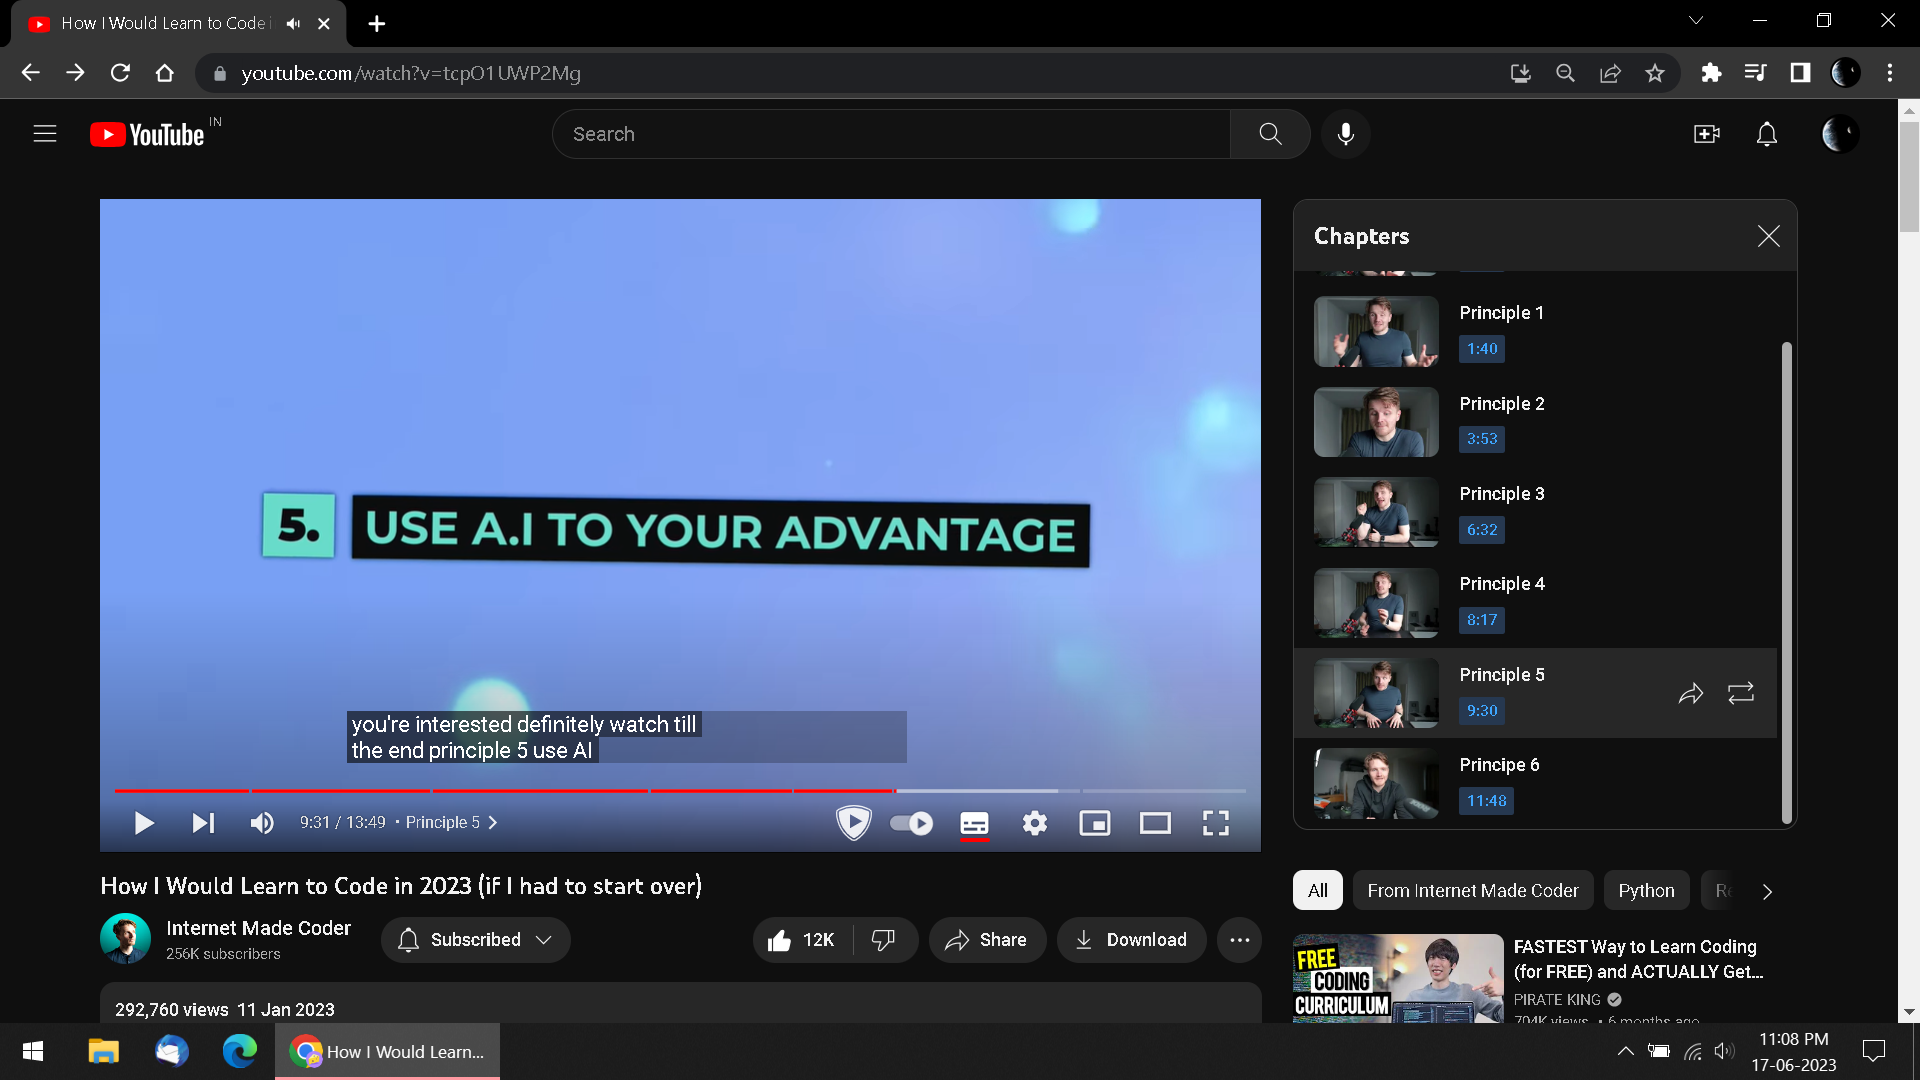 How I Would Learn to Code i
youtube.com/watch?v=tcpO1UWP2Mg
YouTube IN
Search
5. USE A.I TO YOUR ADVANTAGE
you're interested definitely watch till
the end principle 5 use AI
9:31 / 13:49 • Principle 5
Chapters
Principle 1
1:40
Principle 2
3:53
Principle 3
6:32
Principle 4
8:17
Principle 5
9:30
Principe 6
11:48
How I Would Learn to Code in 2023 (if I had to start over)
Internet Made Coder
256K subscribers
Subscribed
12K
Share
Download
292,760 views 11 Jan 2023
All
From Internet Made Coder
Python
Re
FREE
CODING
CURRICULUM
FASTEST Way to Learn Coding
(for FREE) and ACTUALLY Get...
PIRATE KING
704K views • 6 months ago
How I Would Learn...
11:08 PM
17-06-2023